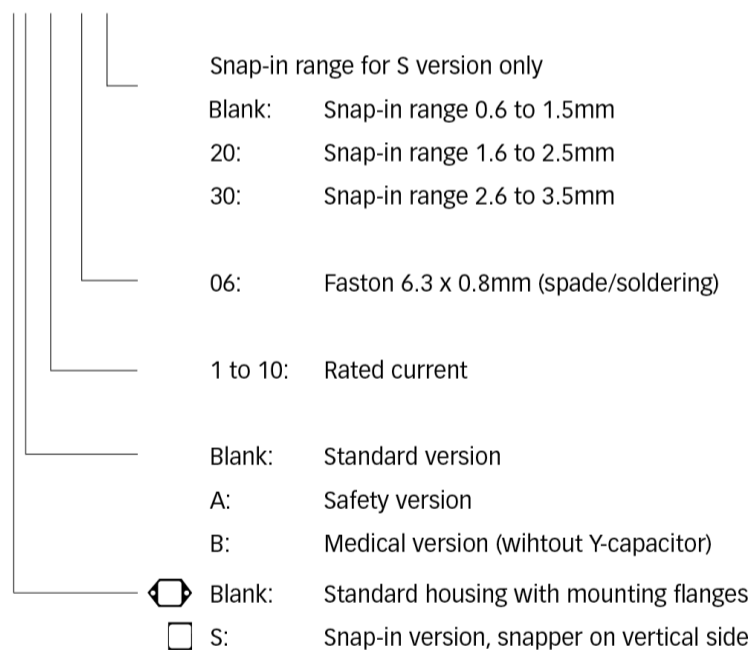 Snap-in range for S version only
Blank: Snap-in range 0.6 to 1.5mm
20: Snap-in range 1.6 to 2.5mm
30: Snap-in range 2.6 to 3.5mm
06: Faston 6.3 x 0.8mm (spade/soldering)
1 to 10: Rated current
Blank: Standard version
A: Safety version
B: Medical version (wihtout Y-capacitor)
Blank: Standard housing with mounting flanges
S: Snap-in version, snapper on vertical side